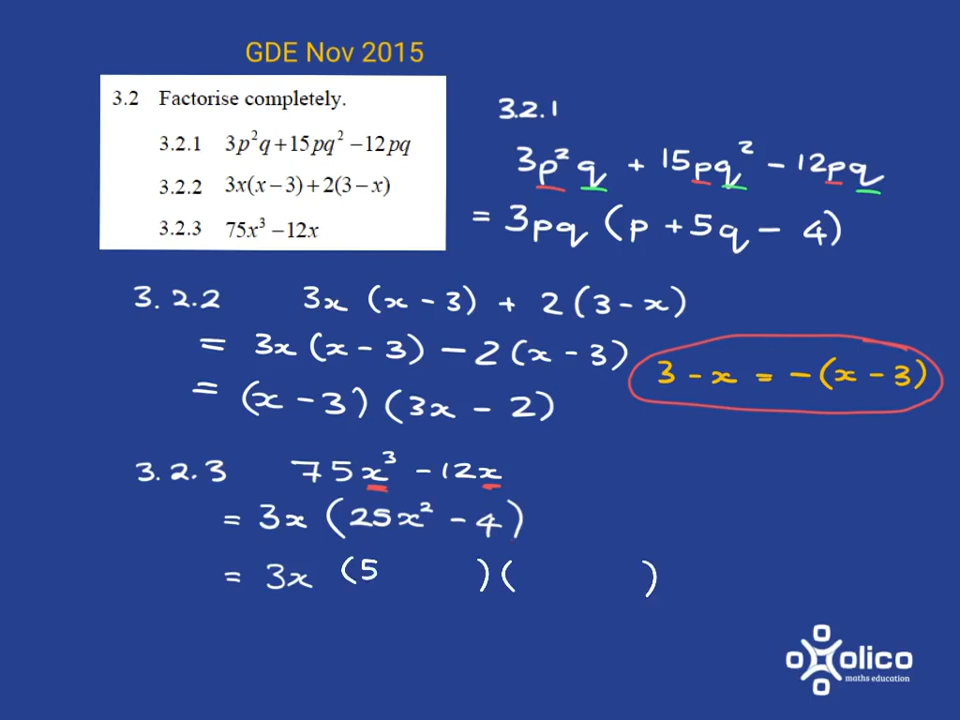 GDE Nov 2015
3.2 Factorise completely.
3.2.1 3p²q + 15pq² − 12pq
3.2.2 3x(x − 3) + 2(3 − x)
3.2.3 75x³ − 12x
3.2.1
3p²q + 15pq² − 12pq
= 3pq (p + 5q − 4)
3.2.2 3x (x − 3) + 2 (3 − x)
= 3x (x − 3) − 2 (x − 3)
3 − x = −(x − 3)
= (x − 3) (3x − 2)
3.2.3 75x³ − 12x
= 3x (25x² − 4)
= 3x (5 ) ( )
olico
maths education